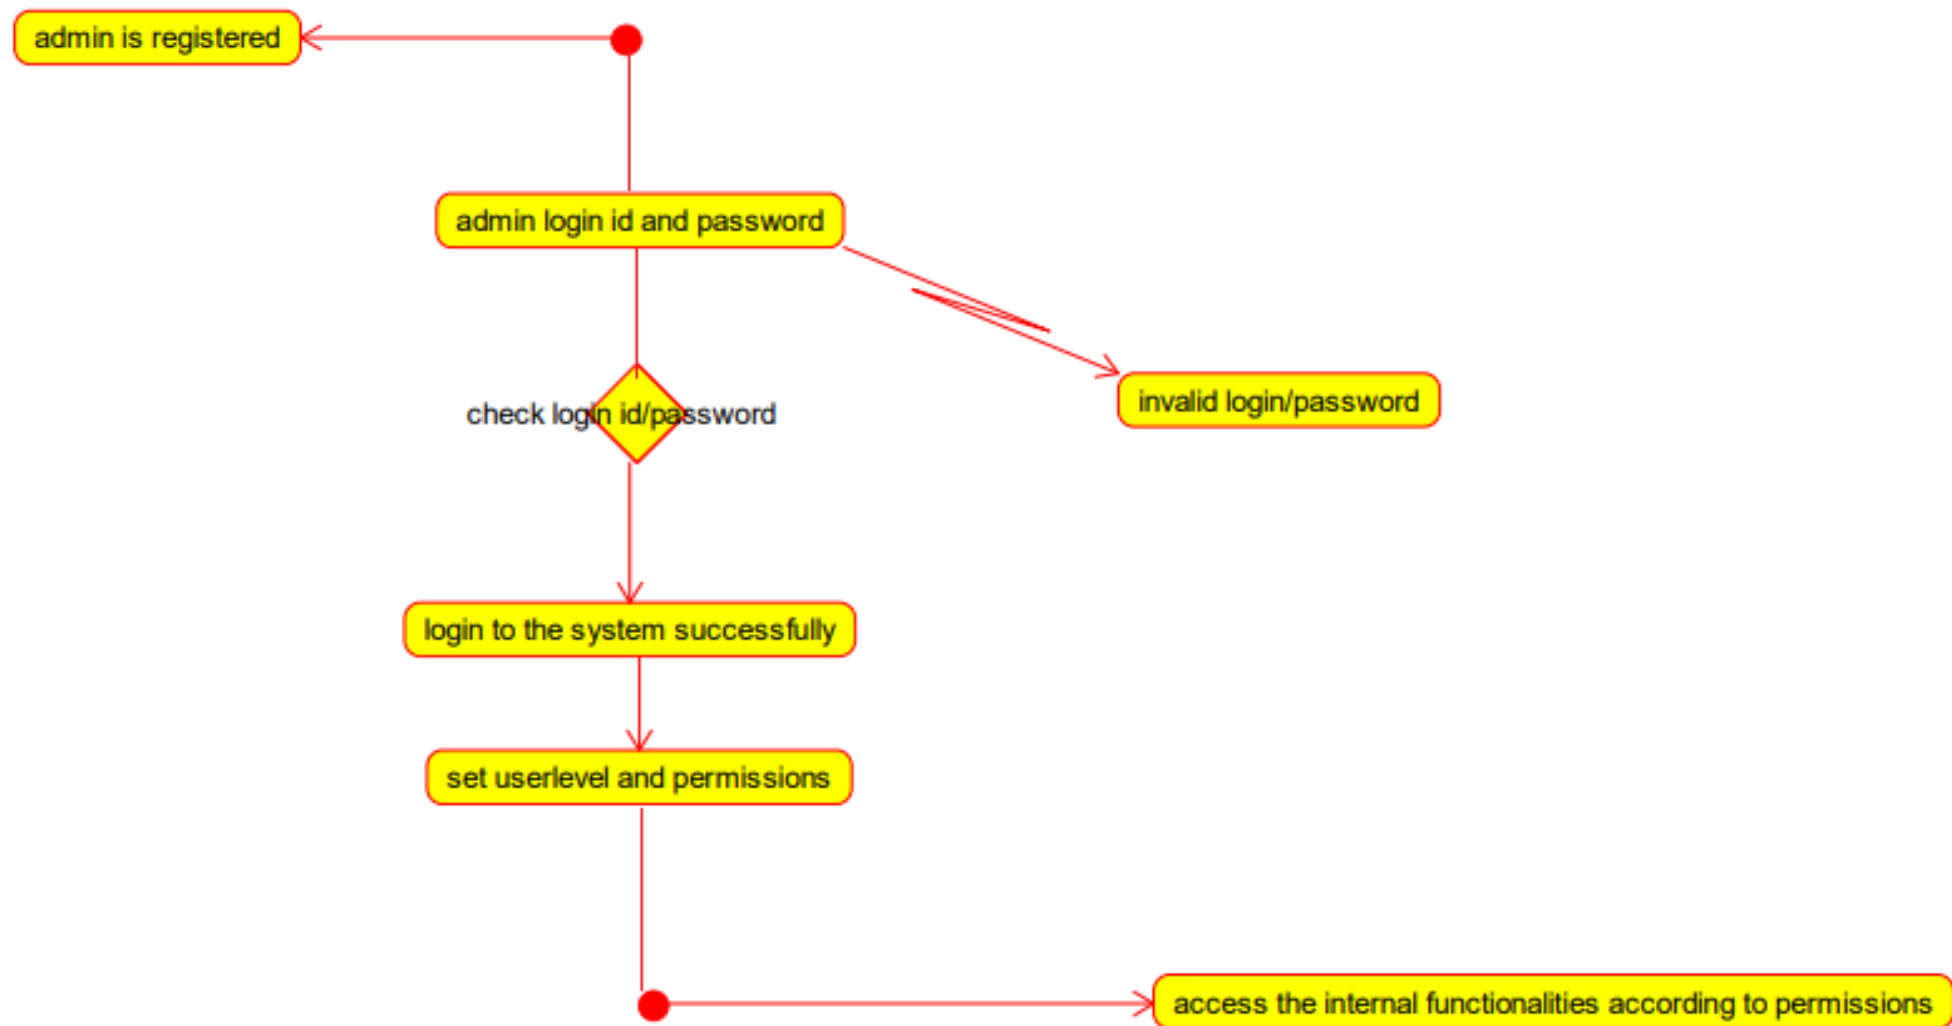 admin is registered
admin login id and password
invalid login/password
check login id/password
login to the system successfully
set userlevel and permissions
access the internal functionalities according to permissions